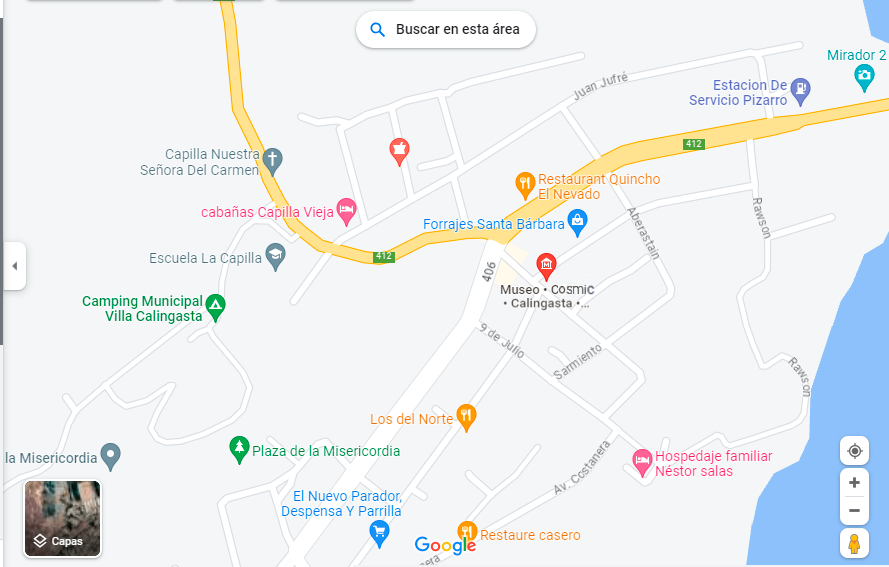 Buscar en esta área
Mirador 2
Juan Jufré
Estacion De
Servicio Pizarro
412
Capilla Nuestra
Señora Del Carmen
Restaurant Quincho
El Nevado
cabañas Capilla Vieja
Forrajes Santa Bárbara
Aberastain
Rawson
412
Escuela La Capilla
406
Museo • Cosmic
• Calingasta •...
Camping Municipal
Villa Calingasta
9 de Julio
Sarmiento
Rawson
Los del Norte
Plaza de la Misericordia
la Misericordia
Av. Costanera
Hospedaje familiar
Néstor salas
El Nuevo Parador,
Despensa Y Parrilla
Capas
Google
Restaure casero